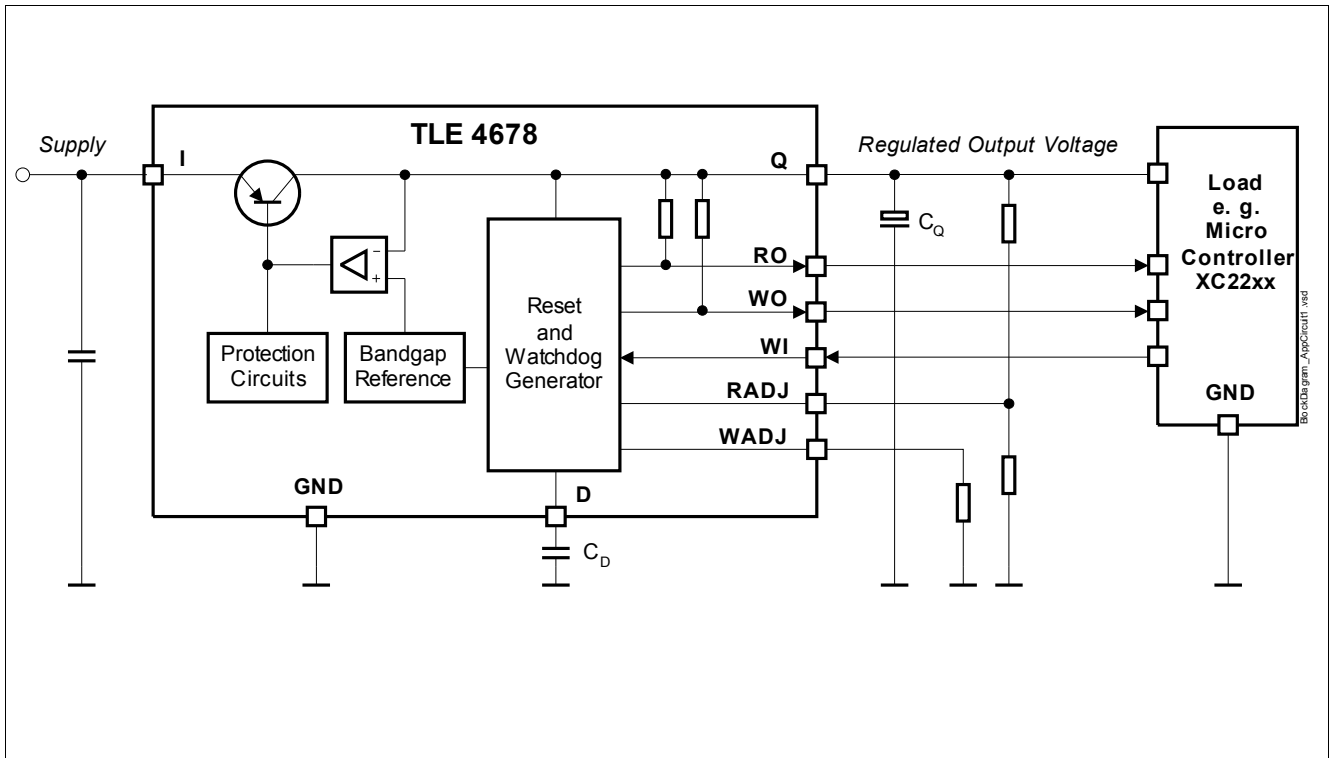 TLE 4678
Supply
I
Q
Regulated Output Voltage
Load
e. g.
Micro
Controller
XC22xx
C_Q
RO
WO
WI
RADJ
WADJ
-
+
Reset
and
Watchdog
Generator
Protection
Circuits
Bandgap
Reference
GND
D
C_D
GND
BlockDiagram_AppCircuit1.vsd